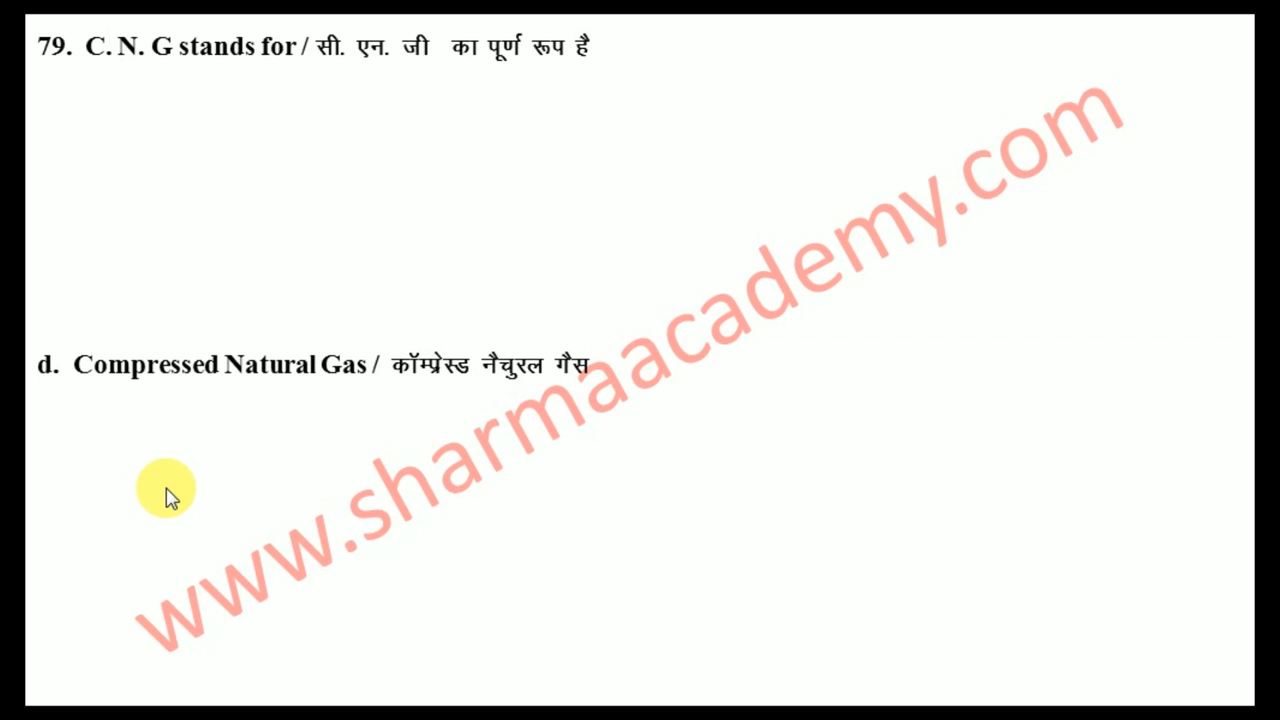 79. C. N. G stands for / सी. एन. जी का पूर्ण रूप है
d. Compressed Natural Gas / कॉम्प्रेस्ड नैचुरल गैस
www.sharmaacademy.com